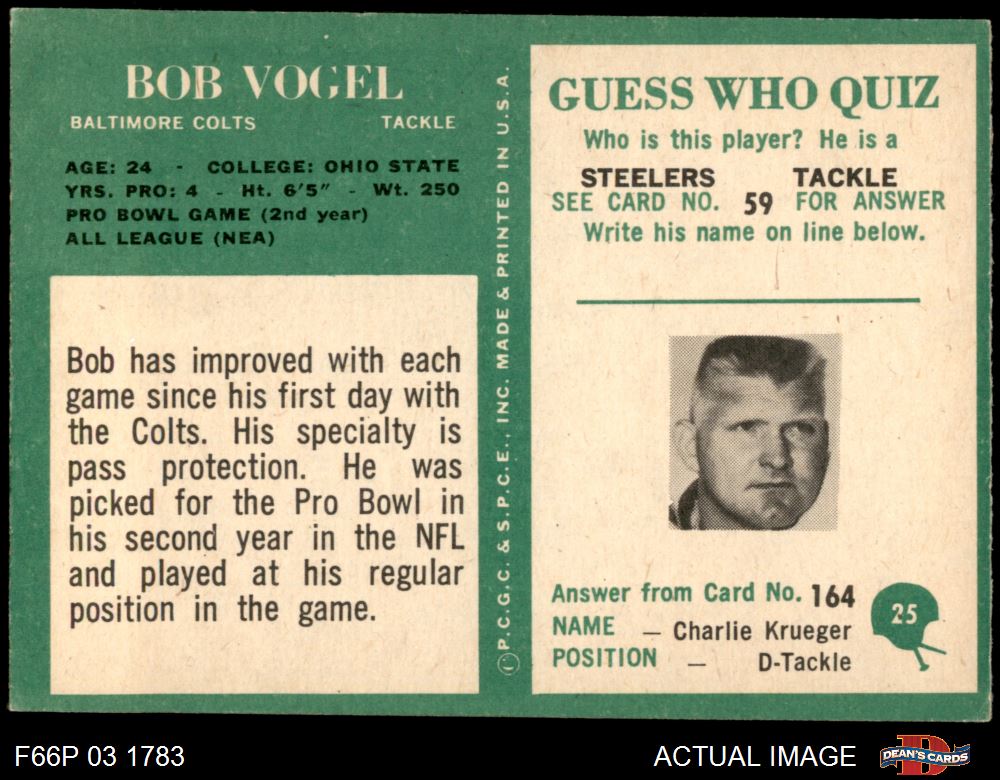 BOB VOGEL
BALTIMORE COLTS TACKLE
AGE: 24 - COLLEGE: OHIO STATE
YRS. PRO: 4 - Ht. 6'5" - Wt. 250
PRO BOWL GAME (2nd year)
ALL LEAGUE (NEA)
Bob has improved with each
game since his first day with
the Colts. His specialty is
pass protection. He was
picked for the Pro Bowl in
his second year in the NFL
and played at his regular
position in the game.
©P.C.G.C. & S.P.C.E., INC. MADE & PRINTED IN U.S.A.
GUESS WHO QUIZ
Who is this player? He is a
STEELERS TACKLE
SEE CARD NO. 59 FOR ANSWER
Write his name on line below.
Answer from Card No. 164
NAME — Charlie Krueger
POSITION — D-Tackle
25
F66P 03 1783
ACTUAL IMAGE
DEAN'S CARDS